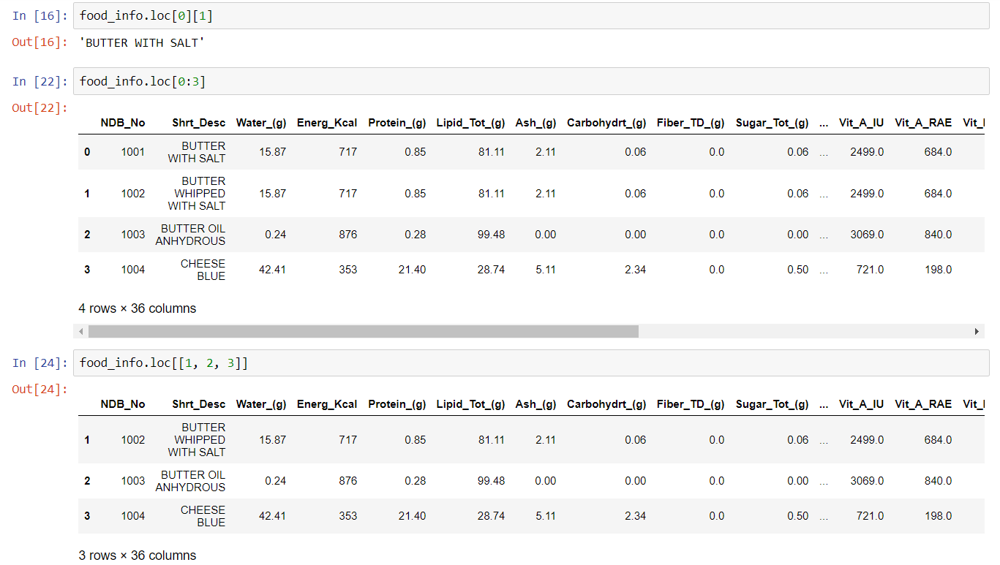 In [16]: food_info.loc[0][1]
Out[16]: 'BUTTER WITH SALT'
In [22]: food_info.loc[0:3]
Out[22]:
NDB_No Shrt_Desc Water_(g) Energ_Kcal Protein_(g) Lipid_Tot_(g) Ash_(g) Carbohydrt_(g) Fiber_TD_(g) Sugar_Tot_(g) ... Vit_A_IU Vit_A_RAE Vit_
0 1001 BUTTER WITH SALT 15.87 717 0.85 81.11 2.11 0.06 0.0 0.06 ... 2499.0 684.0
1 1002 BUTTER WHIPPED WITH SALT 15.87 717 0.85 81.11 2.11 0.06 0.0 0.06 ... 2499.0 684.0
2 1003 BUTTER OIL ANHYDROUS 0.24 876 0.28 99.48 0.00 0.00 0.0 0.00 ... 3069.0 840.0
3 1004 CHEESE BLUE 42.41 353 21.40 28.74 5.11 2.34 0.0 0.50 ... 721.0 198.0
4 rows × 36 columns
In [24]: food_info.loc[[1, 2, 3]]
Out[24]:
NDB_No Shrt_Desc Water_(g) Energ_Kcal Protein_(g) Lipid_Tot_(g) Ash_(g) Carbohydrt_(g) Fiber_TD_(g) Sugar_Tot_(g) ... Vit_A_IU Vit_A_RAE Vit_
1 1002 BUTTER WHIPPED WITH SALT 15.87 717 0.85 81.11 2.11 0.06 0.0 0.06 ... 2499.0 684.0
2 1003 BUTTER OIL ANHYDROUS 0.24 876 0.28 99.48 0.00 0.00 0.0 0.00 ... 3069.0 840.0
3 1004 CHEESE BLUE 42.41 353 21.40 28.74 5.11 2.34 0.0 0.50 ... 721.0 198.0
3 rows × 36 columns